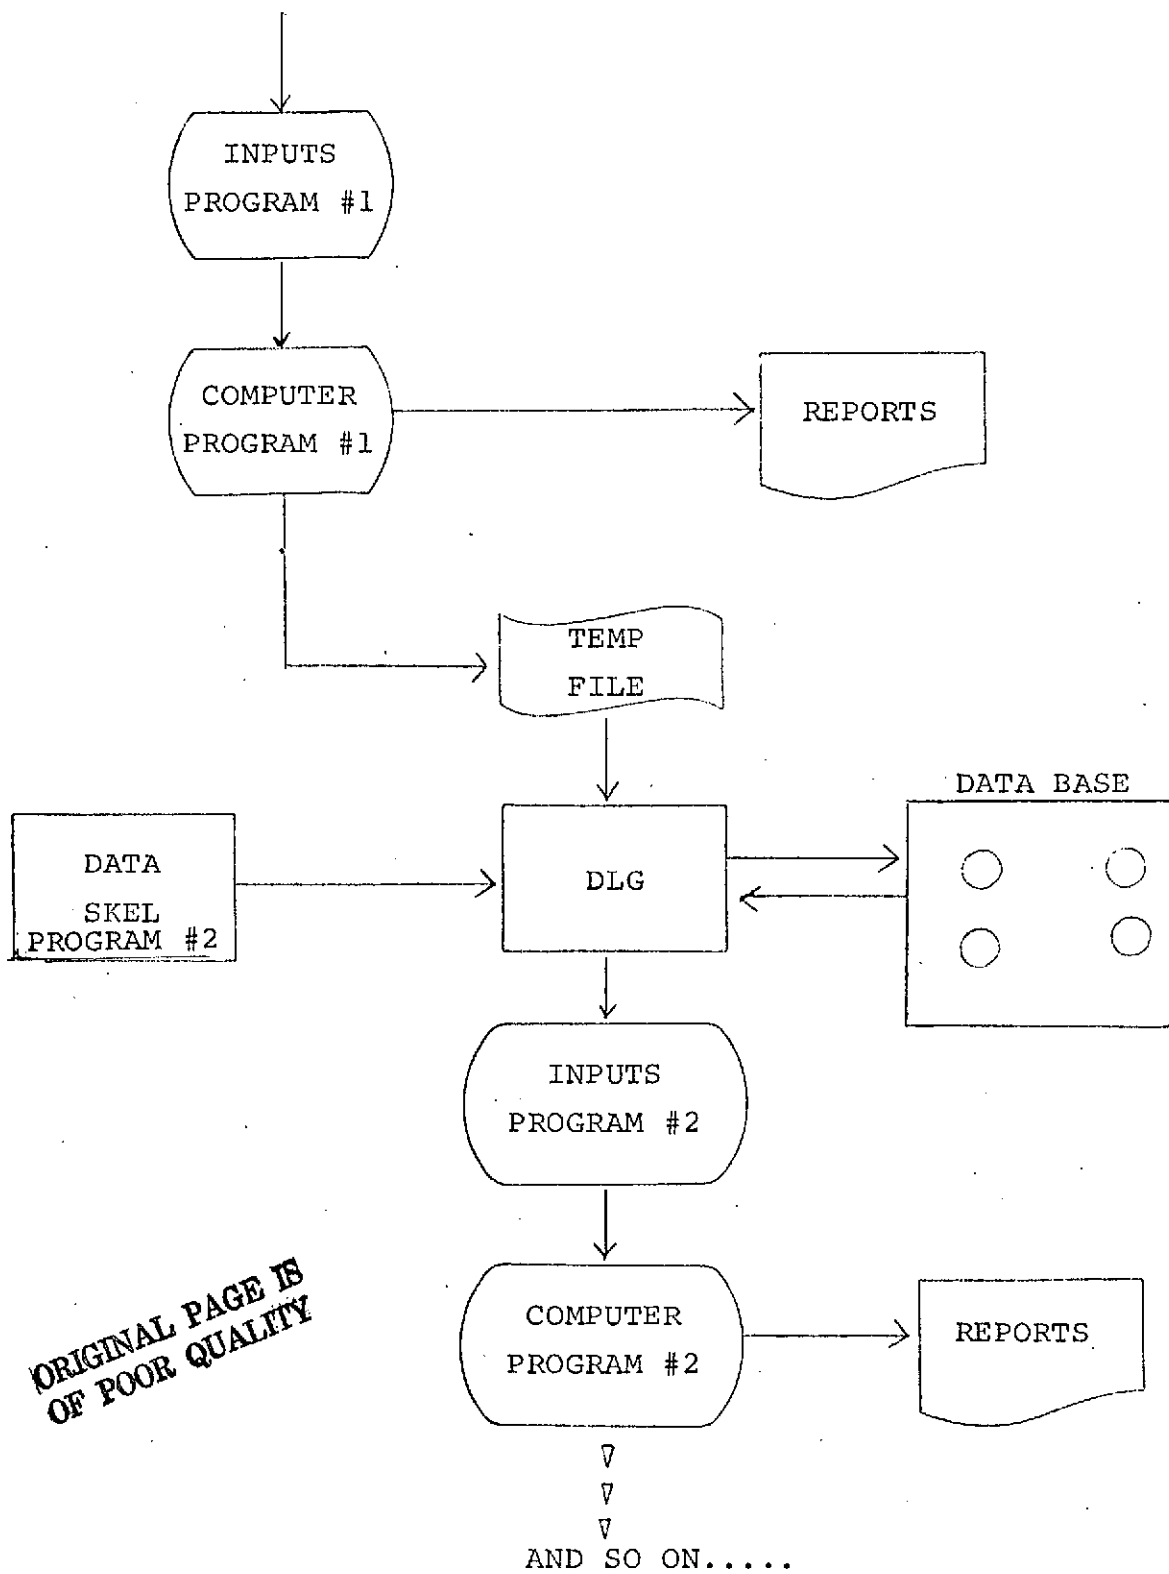 INPUTS
PROGRAM #1
COMPUTER
PROGRAM #1
REPORTS
TEMP
FILE
DATA BASE
DATA
SKEL
PROGRAM #2
DLG
INPUTS
PROGRAM #2
COMPUTER
PROGRAM #2
REPORTS
ORIGINAL PAGE IS
OF POOR QUALITY
AND SO ON.....